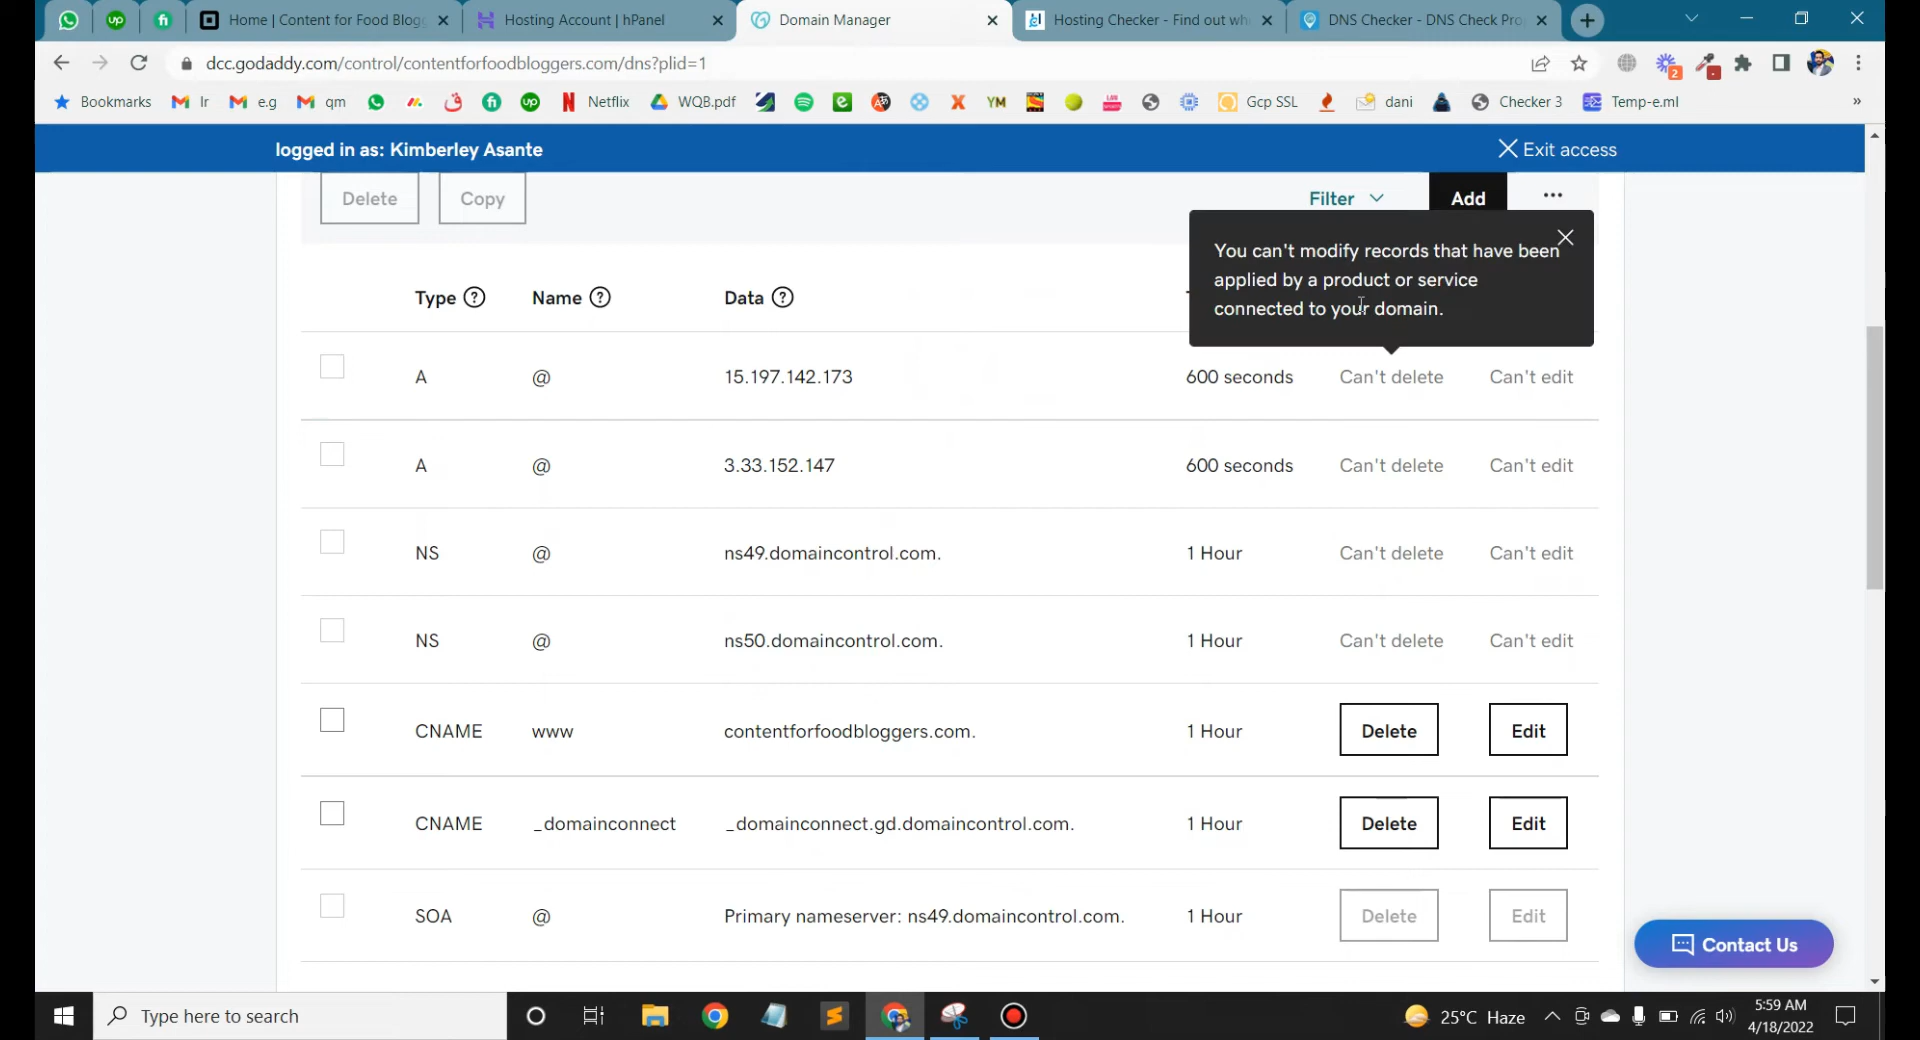 Home | Content for Food Blogg
Hosting Account | hPanel
Domain Manager
Hosting Checker - Find out wh
DNS Checker - DNS Check Pro
dcc.godaddy.com/control/contentforfoodbloggers.com/dns?plid=1
2
Bookmarks
Ir
e.g
qm
Netflix
WQB.pdf
YM
Gcp SSL
dani
Checker 3
Temp-e.ml
»
logged in as: Kimberley Asante
Exit access
Delete
Copy
Filter
Add
...
You can't modify records that have been
applied by a product or service
connected to your domain.
Type ?
Name ?
Data ?
A @ 15.197.142.173 600 seconds Can't delete Can't edit
A @ 3.33.152.147 600 seconds Can't delete Can't edit
NS @ ns49.domaincontrol.com. 1 Hour Can't delete Can't edit
NS @ ns50.domaincontrol.com. 1 Hour Can't delete Can't edit
CNAME www contentforfoodbloggers.com. 1 Hour Delete Edit
CNAME _domainconnect _domainconnect.gd.domaincontrol.com. 1 Hour Delete Edit
SOA @ Primary nameserver: ns49.domaincontrol.com. 1 Hour Delete Edit
Contact Us
Type here to search
25°C Haze
5:59 AM
4/18/2022